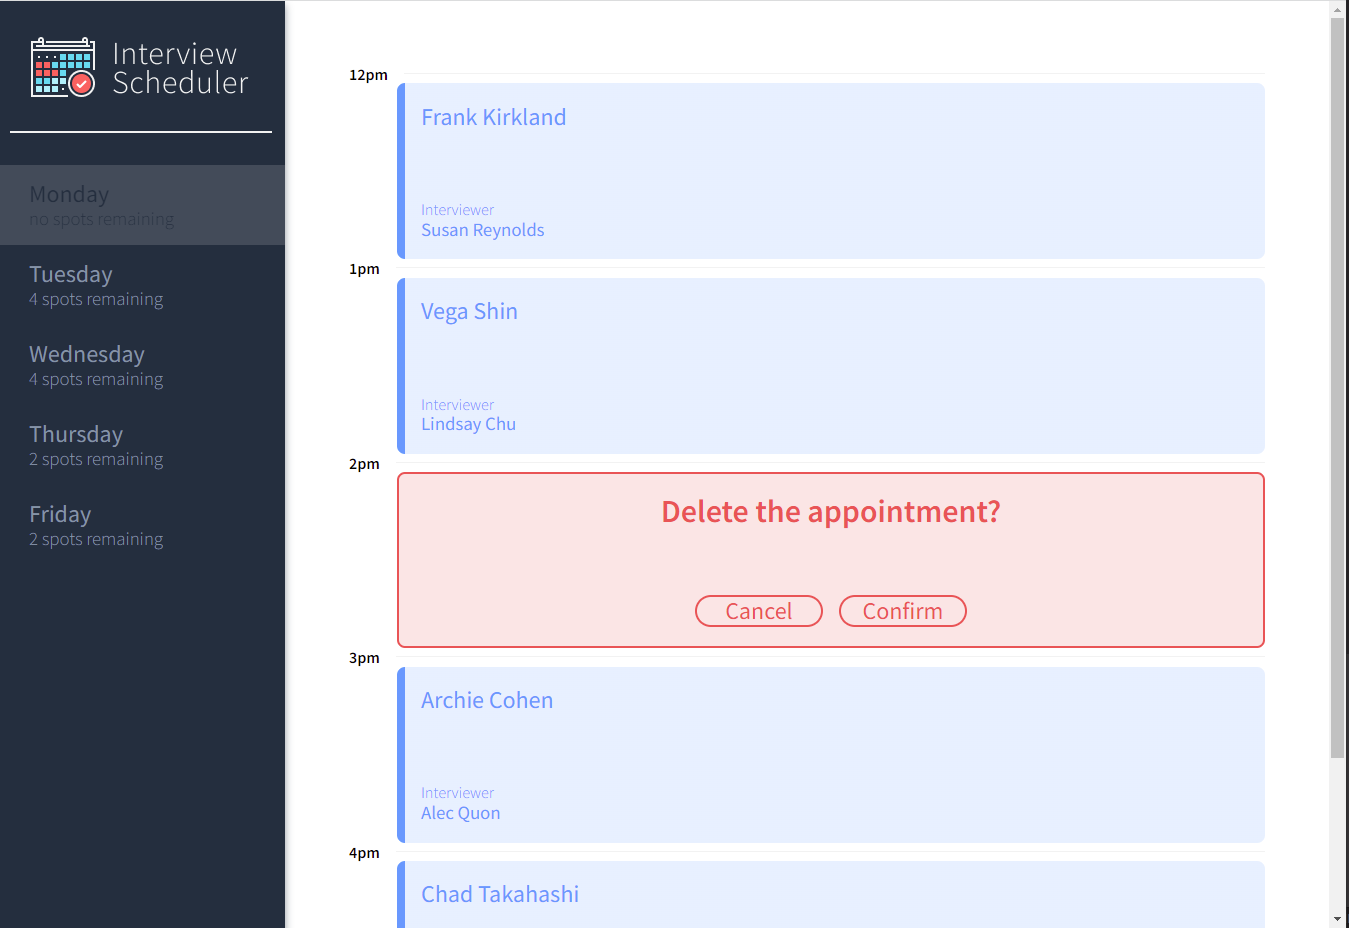 Interview
Scheduler
Monday
no spots remaining
Tuesday
4 spots remaining
Wednesday
4 spots remaining
Thursday
2 spots remaining
Friday
2 spots remaining
12pm
Frank Kirkland
Interviewer
Susan Reynolds
1pm
Vega Shin
Interviewer
Lindsay Chu
2pm
Delete the appointment?
Cancel Confirm
3pm
Archie Cohen
Interviewer
Alec Quon
4pm
Chad Takahashi